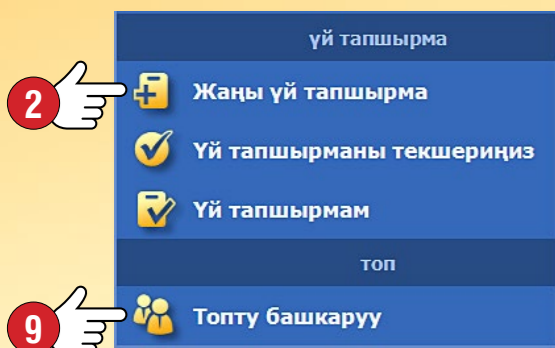 үй тапшырма
2
Жаңы үй тапшырма
Үй тапшырманы текшериңиз
Үй тапшырмам
топ
9
Топту башкаруу